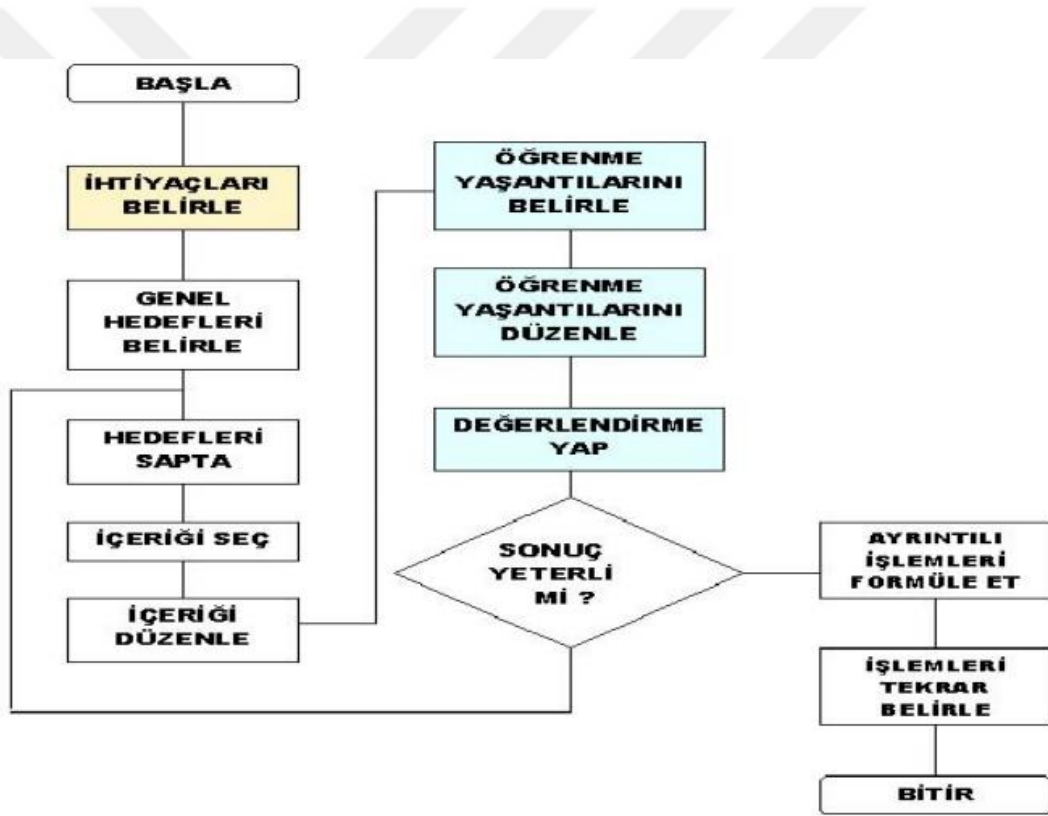 BAŞLA
İHTİYAÇLARI
BELİRLE
GENEL
HEDEFLERİ
BELİRLE
HEDEFLERİ
SAPTA
İÇERİĞİ SEÇ
İÇERİĞİ
DÜZENLE
ÖĞRENME
YAŞANTILARINI
BELİRLE
ÖĞRENME
YAŞANTILARINI
DÜZENLE
DEĞERLENDİRME
YAP
SONUÇ
YETERLİ
Mİ ?
AYRINTILI
İŞLEMLERİ
FORMÜLE ET
İŞLEMLERİ
TEKRAR
BELİRLE
BİTİR